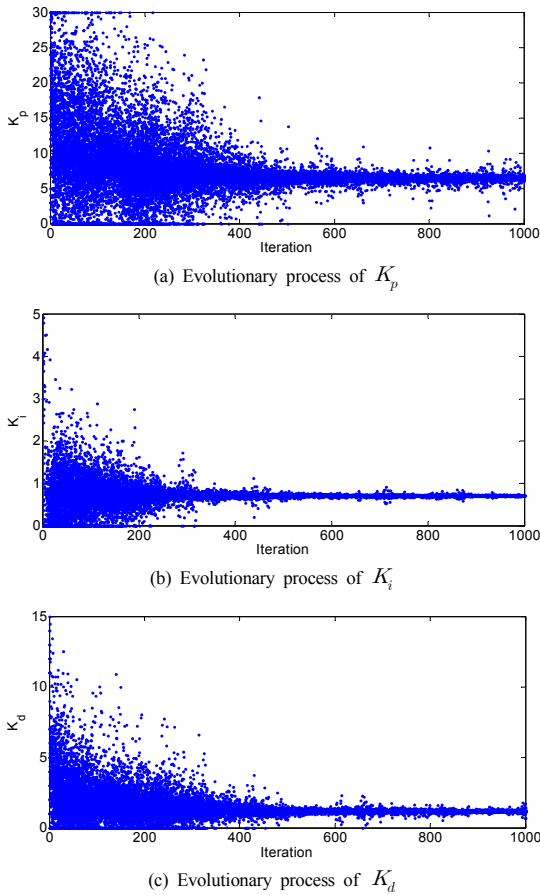 30
25
20
15
10
5
0
K_p
0 200 400 600 800 1000
Iteration
(a) Evolutionary process of K_p
5
4
3
2
1
0
K_i
0 200 400 600 800 1000
Iteration
(b) Evolutionary process of K_i
15
10
5
0
K_d
0 200 400 600 800 1000
Iteration
(c) Evolutionary process of K_d